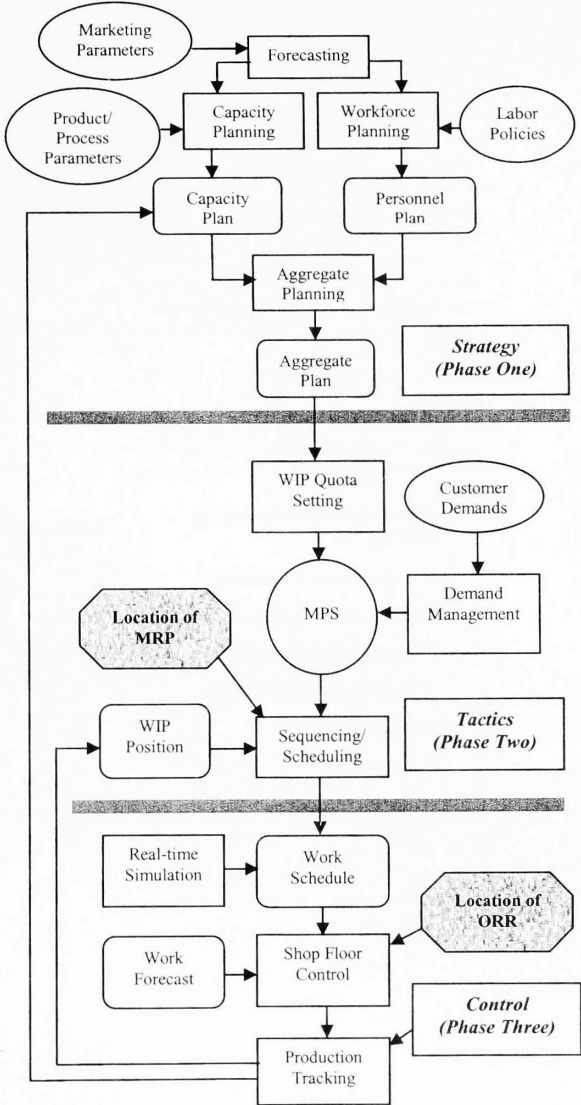 Marketing
Parameters
Forecasting
Product/
Process
Parameters
Capacity
Planning
Workforce
Planning
Labor
Policies
Capacity
Plan
Personnel
Plan
Aggregate
Planning
Aggregate
Plan
Strategy
(Phase One)
WIP Quota
Setting
Customer
Demands
MPS
Demand
Management
Location of
MRP
WIP
Position
Sequencing/
Scheduling
Tactics
(Phase Two)
Real-time
Simulation
Work
Schedule
Location of
ORR
Work
Forecast
Shop Floor
Control
Control
(Phase Three)
Production
Tracking